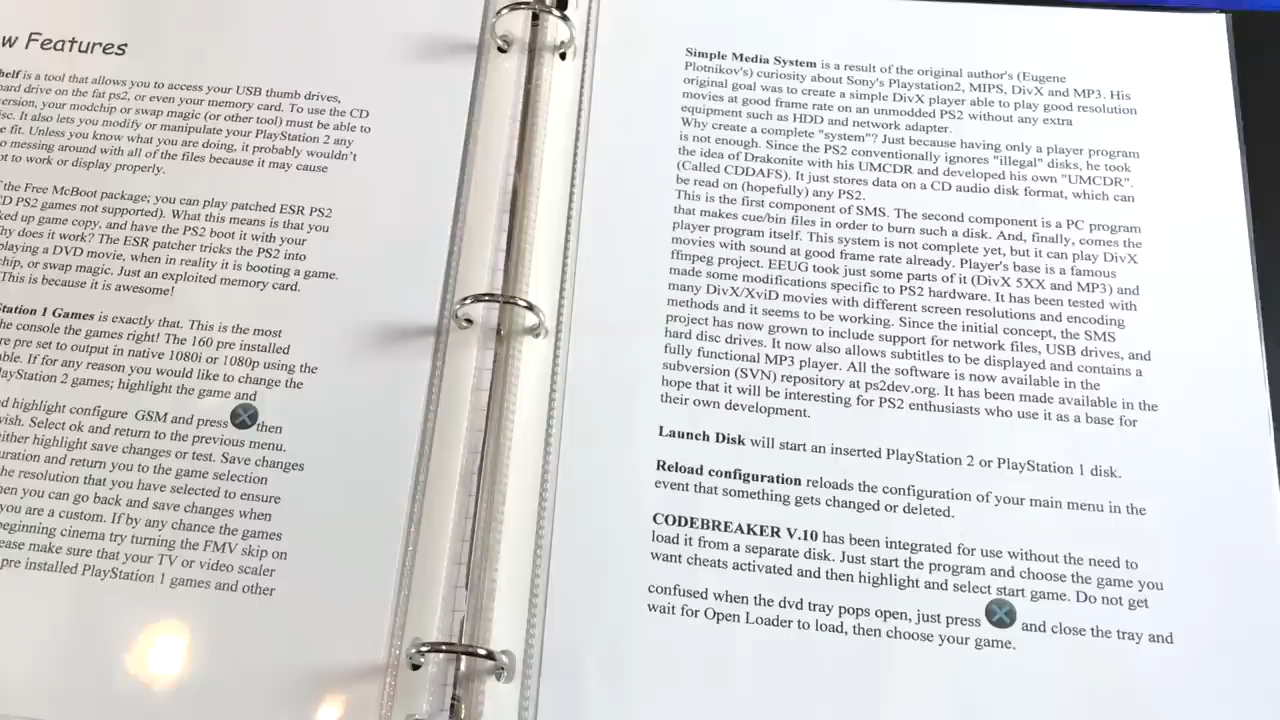 w Features
helf is a tool that allows you to access your USB thumb drives,
hard drive on the fat ps2, or even your memory card. To use the CD
ersion, your modchip or swap magic (or other tool) must be able to
isc. It also lets you modify or manipulate your PlayStation 2 any
e fit. Unless you know what you are doing, it probably wouldn't
o messing around with all of the files because it may cause
ot to work or display properly.
f the Free McBoot package; you can play patched ESR PS2
CD PS2 games not supported). What this means is that you
ked up game copy, and have the PS2 boot it with your
hy does it work? The ESR patcher tricks the PS2 into
playing a DVD movie, when in reality it is booting a game.
chip, or swap magic. Just an exploited memory card.
This is because it is awesome!
Station 1 Games is exactly that. This is the most
he console the games right! The 160 pre installed
re pre set to output in native 1080i or 1080p using the
able. If for any reason you would like to change the
layStation 2 games; highlight the game and
d highlight configure GSM and press then
wish. Select ok and return to the previous menu.
either highlight save changes or test. Save changes
uration and return you to the game selection
he resolution that you have selected to ensure
hen you can go back and save changes when
you are a custom. If by any chance the games
beginning cinema try turning the FMV skip on
ease make sure that your TV or video scaler
pre installed PlayStation 1 games and other
Simple Media System is a result of the original author's (Eugene
Plotnikov's) curiosity about Sony's Playstation2, MIPS, DivX and MP3. His
original goal was to create a simple DivX player able to play good resolution
movies at good frame rate on an unmodded PS2 without any extra
equipment such as HDD and network adapter.
Why create a complete "system"? Just because having only a player program
is not enough. Since the PS2 conventionally ignores "illegal" disks, he took
the idea of Drakonite with his UMCDR and developed his own "UMCDR".
(Called CDDAFS). It just stores data on a CD audio disk format, which can
be read on (hopefully) any PS2.
This is the first component of SMS. The second component is a PC program
that makes cue/bin files in order to burn such a disk. And, finally, comes the
player program itself. This system is not complete yet, but it can play DivX
movies with sound at good frame rate already. Player's base is a famous
ffmpeg project. EEUG took just some parts of it (DivX 5XX and MP3) and
made some modifications specific to PS2 hardware. It has been tested with
many DivX/XviD movies with different screen resolutions and encoding
methods and it seems to be working. Since the initial concept, the SMS
project has now grown to include support for network files, USB drives, and
hard disc drives. It now also allows subtitles to be displayed and contains a
fully functional MP3 player. All the software is now available in the
subversion (SVN) repository at ps2dev.org. It has been made available in the
hope that it will be interesting for PS2 enthusiasts who use it as a base for
their own development.
Launch Disk will start an inserted PlayStation 2 or PlayStation 1 disk.
Reload configuration reloads the configuration of your main menu in the
event that something gets changed or deleted.
CODEBREAKER V.10 has been integrated for use without the need to
load it from a separate disk. Just start the program and choose the game you
want cheats activated and then highlight and select start game. Do not get
confused when the dvd tray pops open, just press and close the tray and
wait for Open Loader to load, then choose your game.